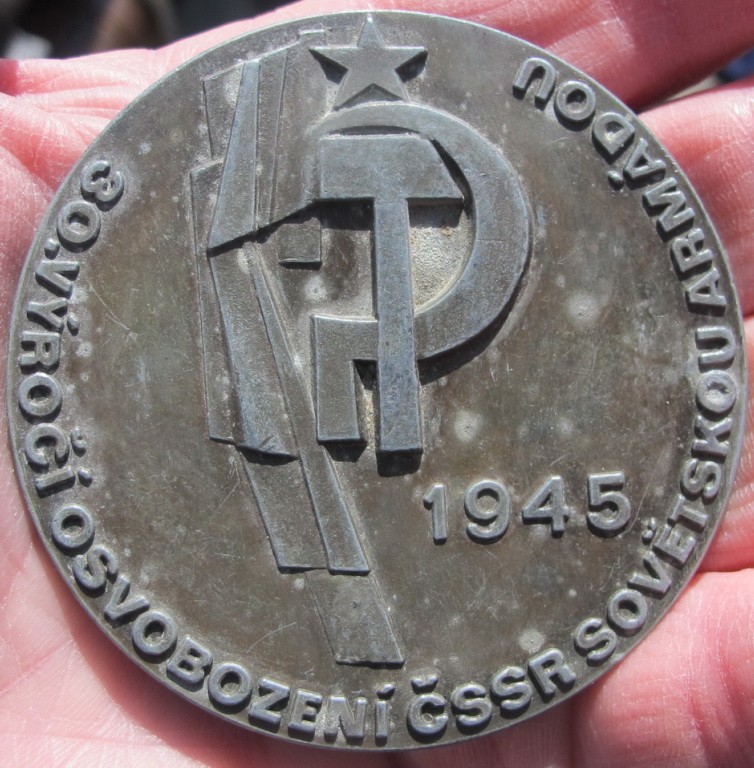 30. VÝROČÍ OSVOBOZENÍ ČSSR SOVĚTSKOU ARMÁDOU
1945